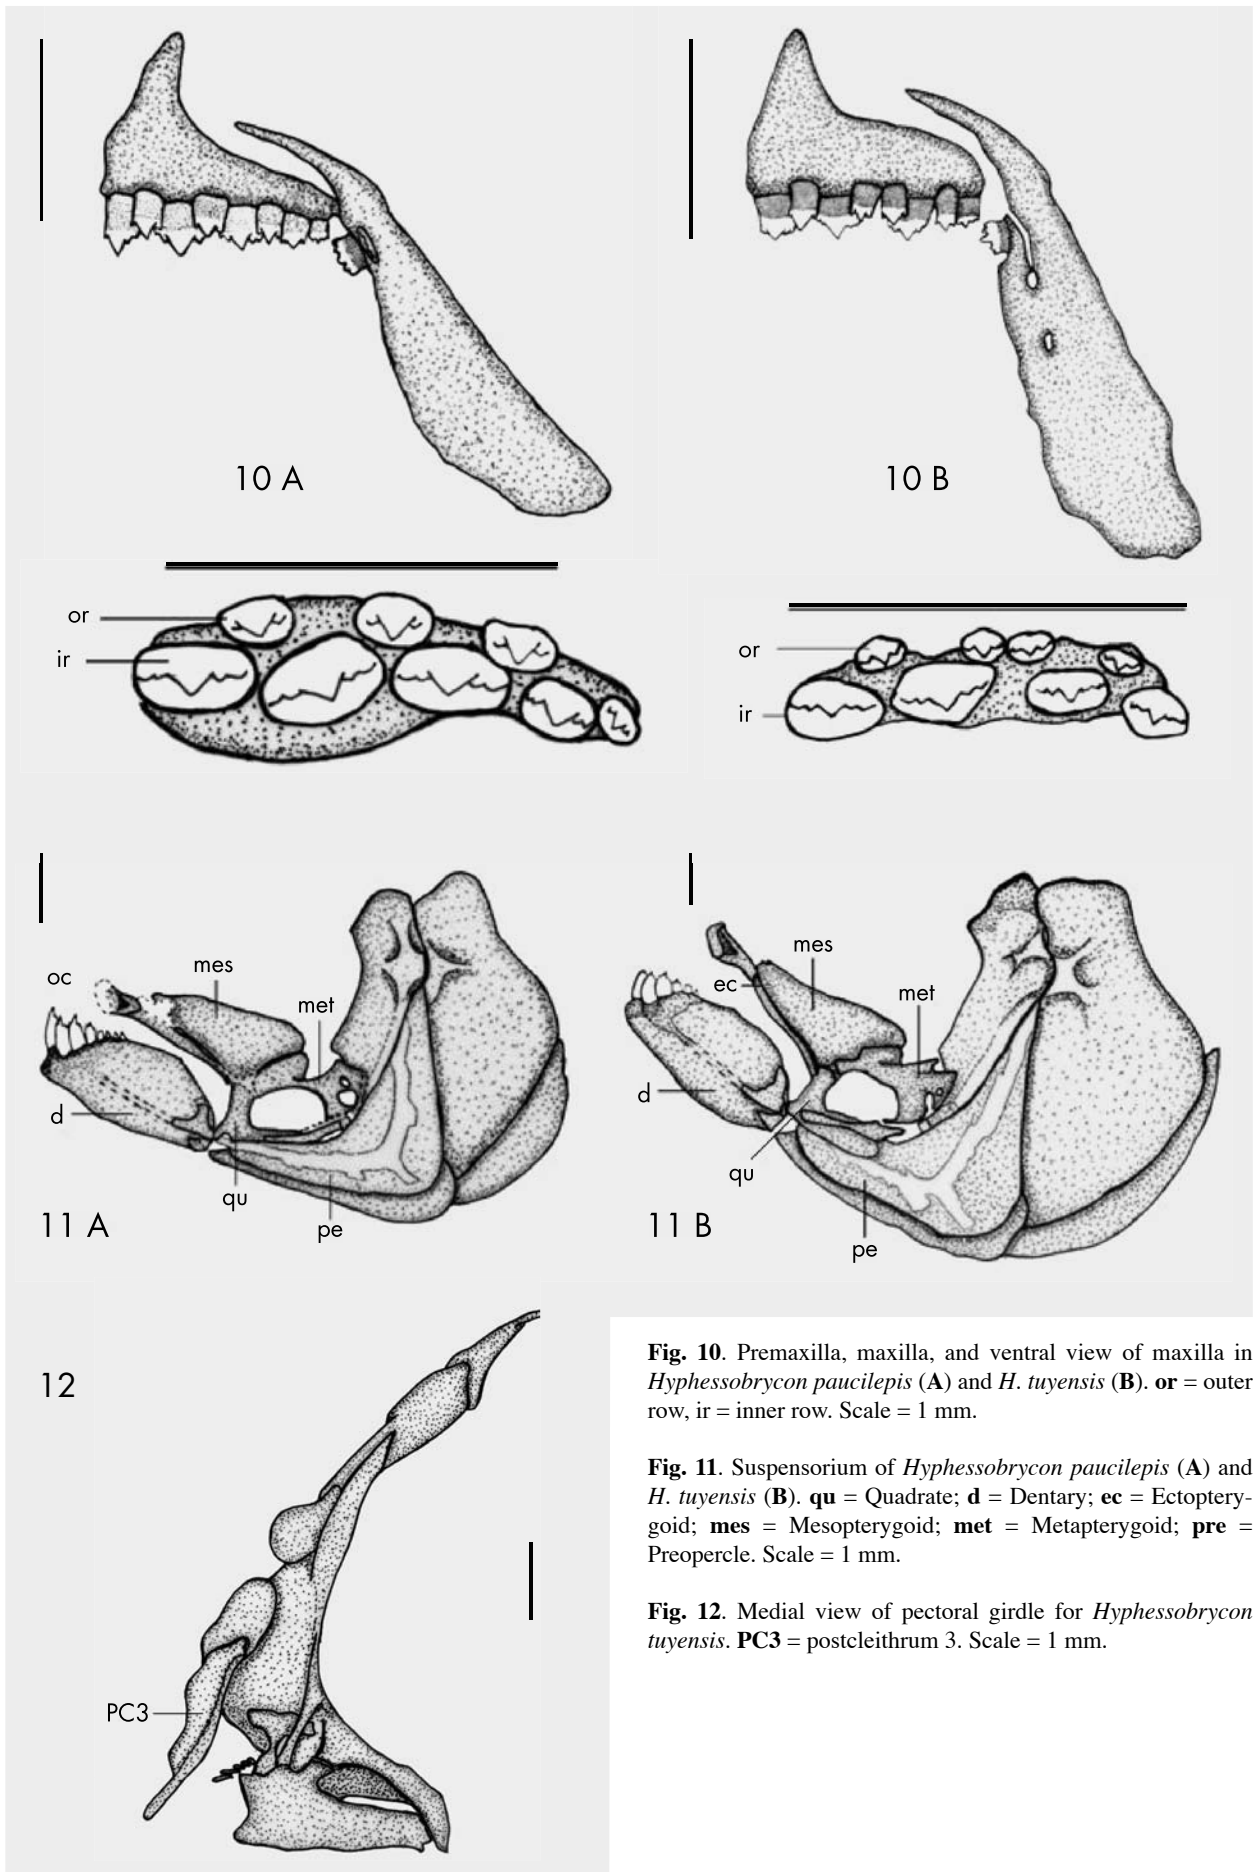 10 A
10 B
or
ir
or
ir
oc
mes
met
d
qu
pe
11 A
mes
ec
met
d
qu
pe
11 B
12
PC3
Fig. 10. Premaxilla, maxilla, and ventral view of maxilla in
Hyphessobrycon paucilepis (A) and H. tuyensis (B). or = outer
row, ir = inner row. Scale = 1 mm.
Fig. 11. Suspensorium of Hyphessobrycon paucilepis (A) and
H. tuyensis (B). qu = Quadrate; d = Dentary; ec = Ectoptery-
goid; mes = Mesopterygoid; met = Metapterygoid; pre =
Preopercle. Scale = 1 mm.
Fig. 12. Medial view of pectoral girdle for Hyphessobrycon
tuyensis. PC3 = postcleithrum 3. Scale = 1 mm.